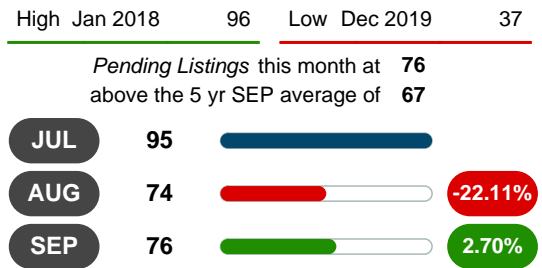 High Jan 2018 96 Low Dec 2019 37
Pending Listings this month at 76
above the 5 yr SEP average of 67
JUL 95
AUG 74 -22.11%
SEP 76 2.70%